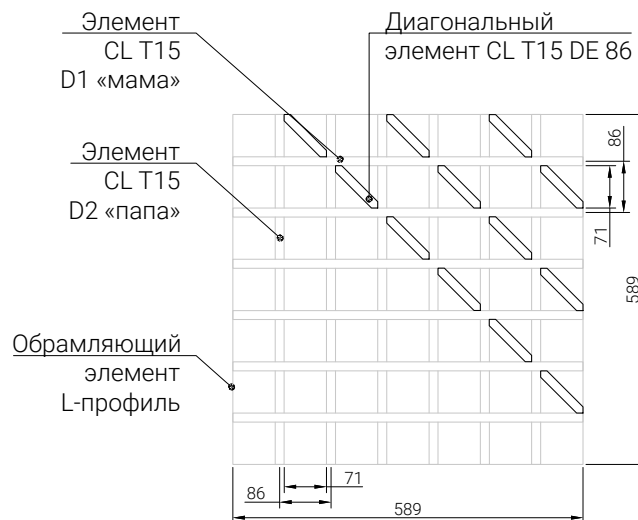 Элемент
CL T15
D1 «мама»
Диагональный
элемент CL T15 DE 86
Элемент
CL T15
D2 «папа»
86
71
589
Обрамляющий
элемент
L-профиль
71
86
589